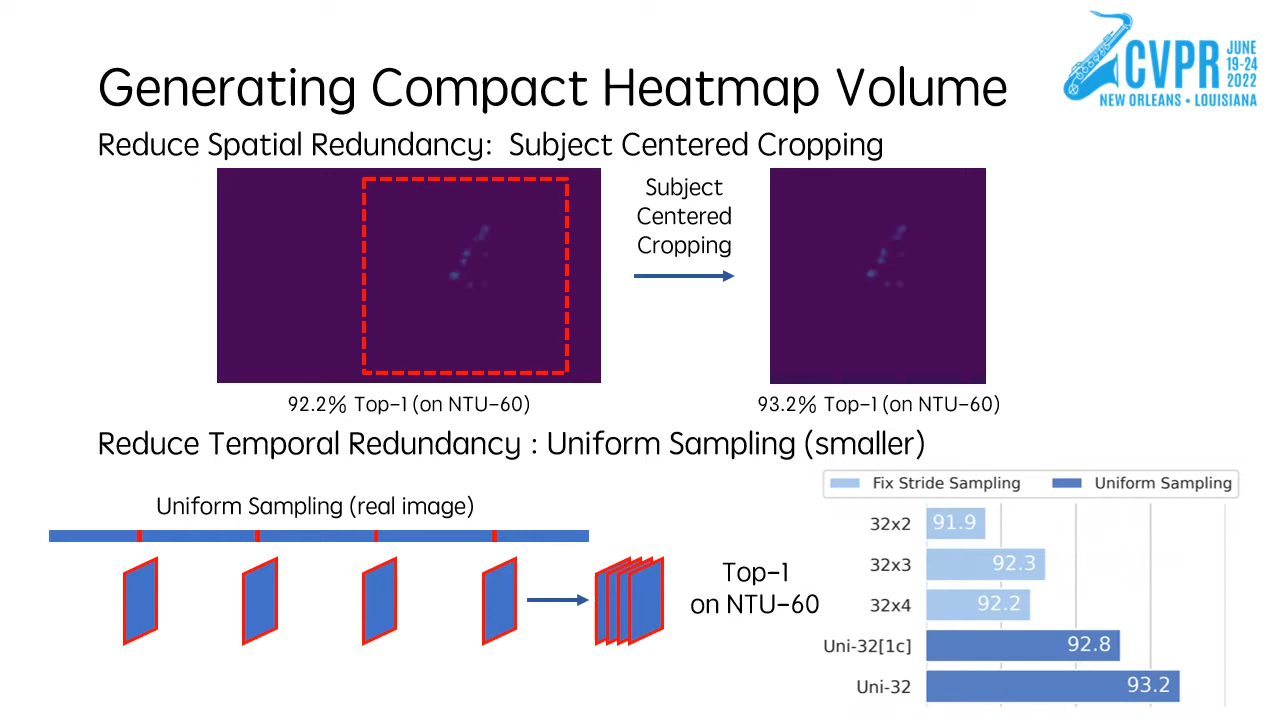 CVPR
JUNE
19-24
2022
NEW ORLEANS • LOUISIANA
Generating Compact Heatmap Volume
Reduce Spatial Redundancy: Subject Centered Cropping
Subject
Centered
Cropping
92.2% Top-1 (on NTU-60)
93.2% Top-1 (on NTU-60)
Reduce Temporal Redundancy : Uniform Sampling (smaller)
Uniform Sampling (real image)
Top-1
on NTU-60
Fix Stride Sampling
Uniform Sampling
32x2 91.9
32x3 92.3
32x4 92.2
Uni-32[1c] 92.8
Uni-32 93.2